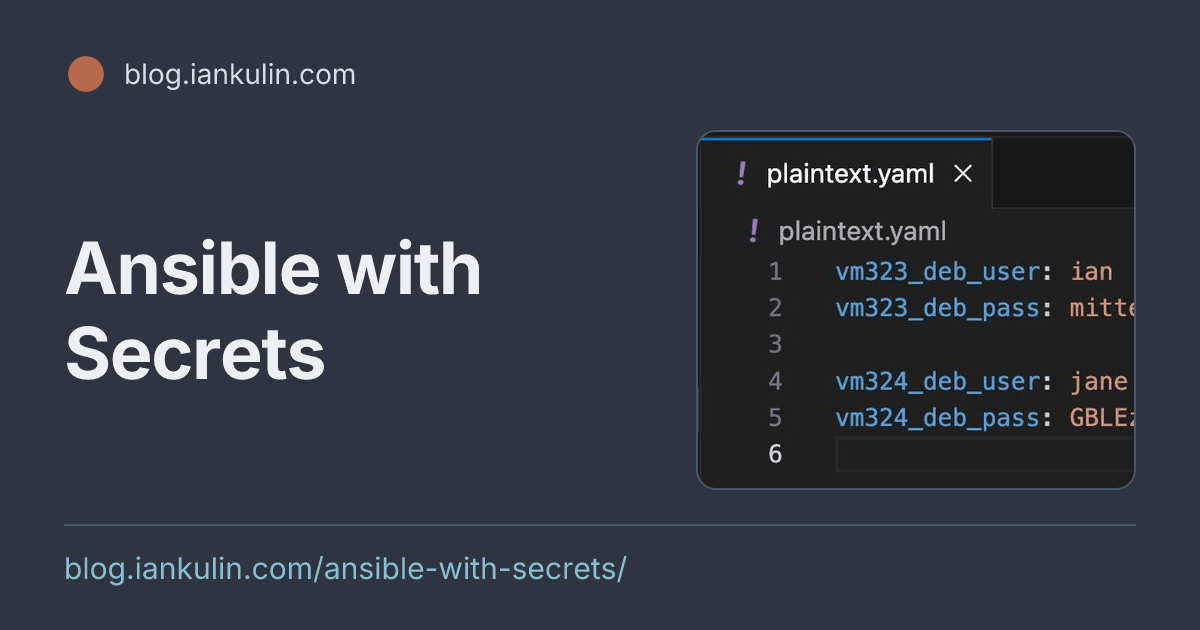 blog.iankulin.com
Ansible with
Secrets
! plaintext.yaml ×
! plaintext.yaml
1 vm323_deb_user: ian
2 vm323_deb_pass: mitte
3
4 vm324_deb_user: jane
5 vm324_deb_pass: GBLEz
6
blog.iankulin.com/ansible-with-secrets/